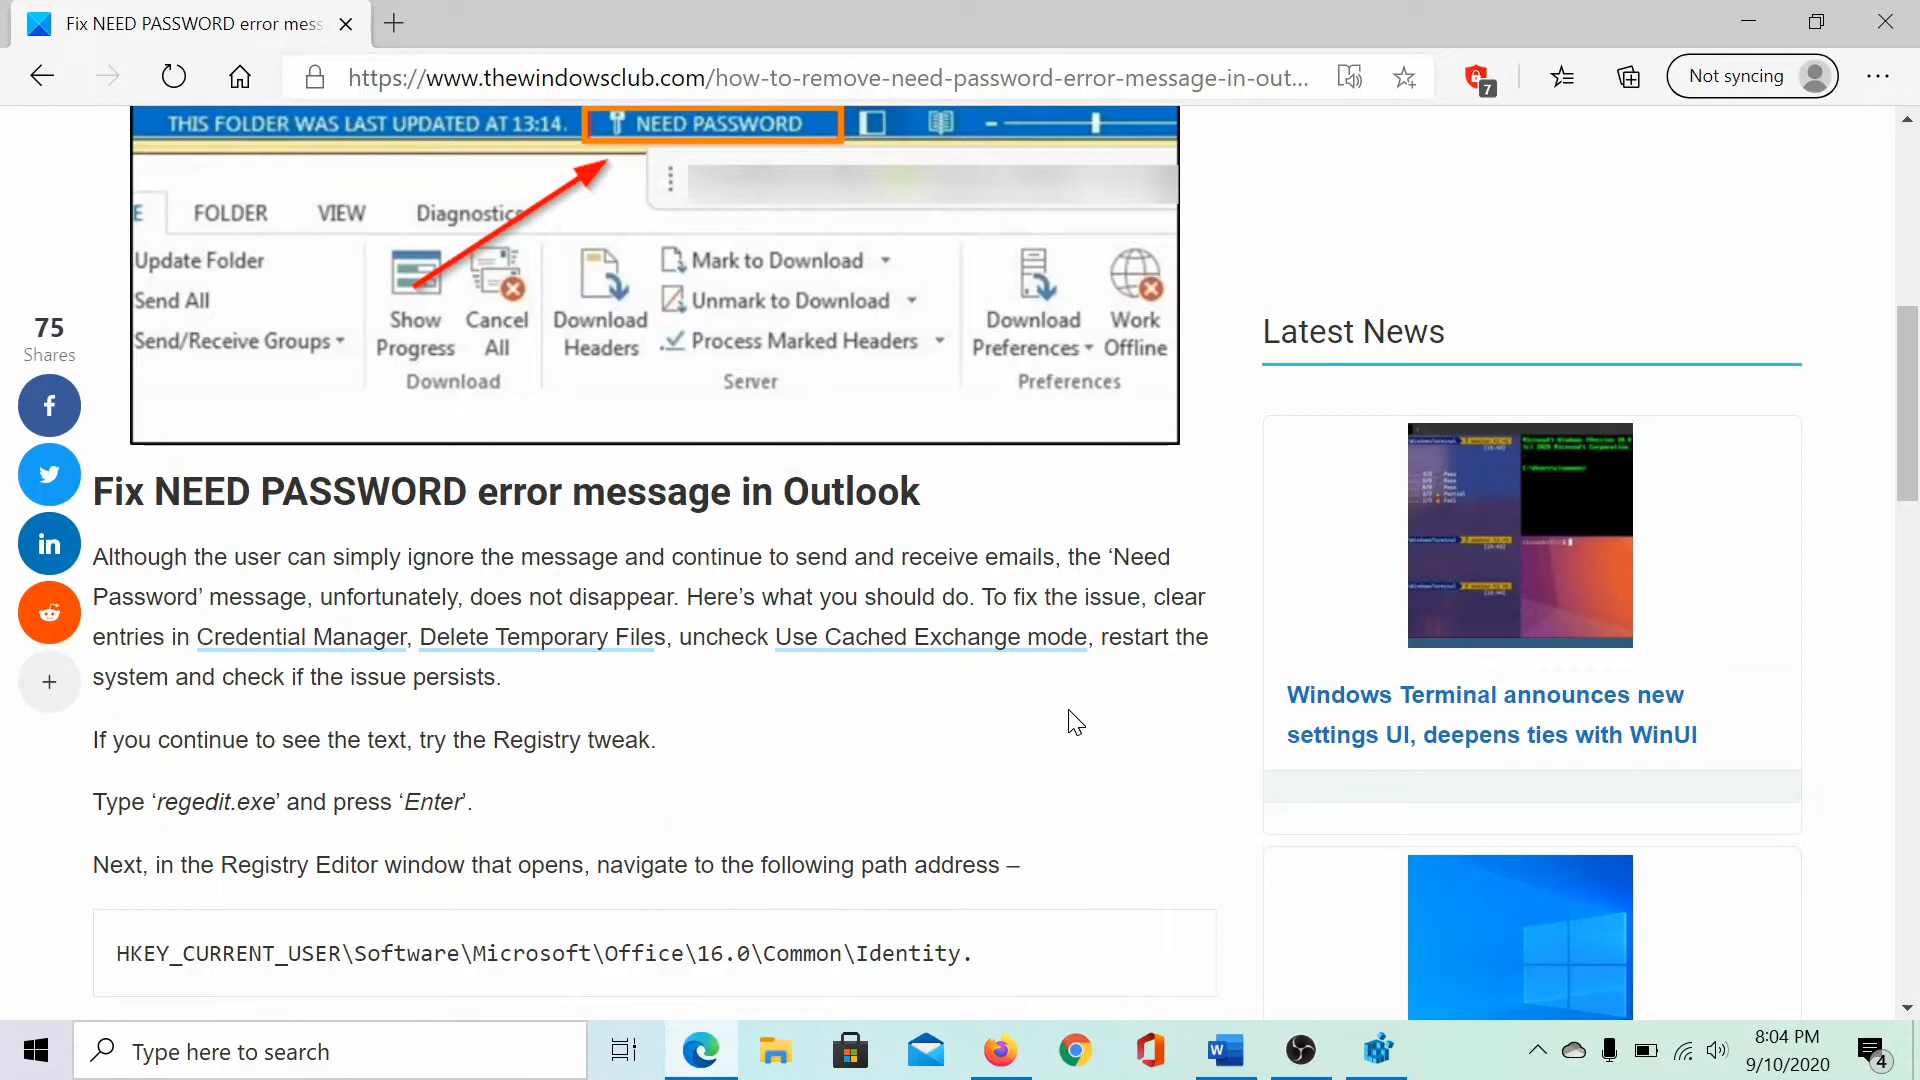 Fix NEED PASSWORD error mess
https://www.thewindowsclub.com/how-to-remove-need-password-error-message-in-out...
7
Not syncing
THIS FOLDER WAS LAST UPDATED AT 13:14.
NEED PASSWORD
E
FOLDER
VIEW
Diagnostics
Update Folder
Send All
Send/Receive Groups
Show
Progress
Cancel
All
Download
Download
Headers
Mark to Download
Unmark to Download
Process Marked Headers
Server
Download
Preferences
Work
Offline
Preferences
75
Shares
Fix NEED PASSWORD error message in Outlook
Although the user can simply ignore the message and continue to send and receive emails, the ‘Need
Password’ message, unfortunately, does not disappear. Here’s what you should do. To fix the issue, clear
entries in Credential Manager, Delete Temporary Files, uncheck Use Cached Exchange mode, restart the
system and check if the issue persists.
If you continue to see the text, try the Registry tweak.
Type ‘regedit.exe’ and press ‘Enter’.
Next, in the Registry Editor window that opens, navigate to the following path address –
HKEY_CURRENT_USER\Software\Microsoft\Office\16.0\Common\Identity.
Latest News
Windows Terminal announces new
settings UI, deepens ties with WinUI
Type here to search
8:04 PM
9/10/2020
4